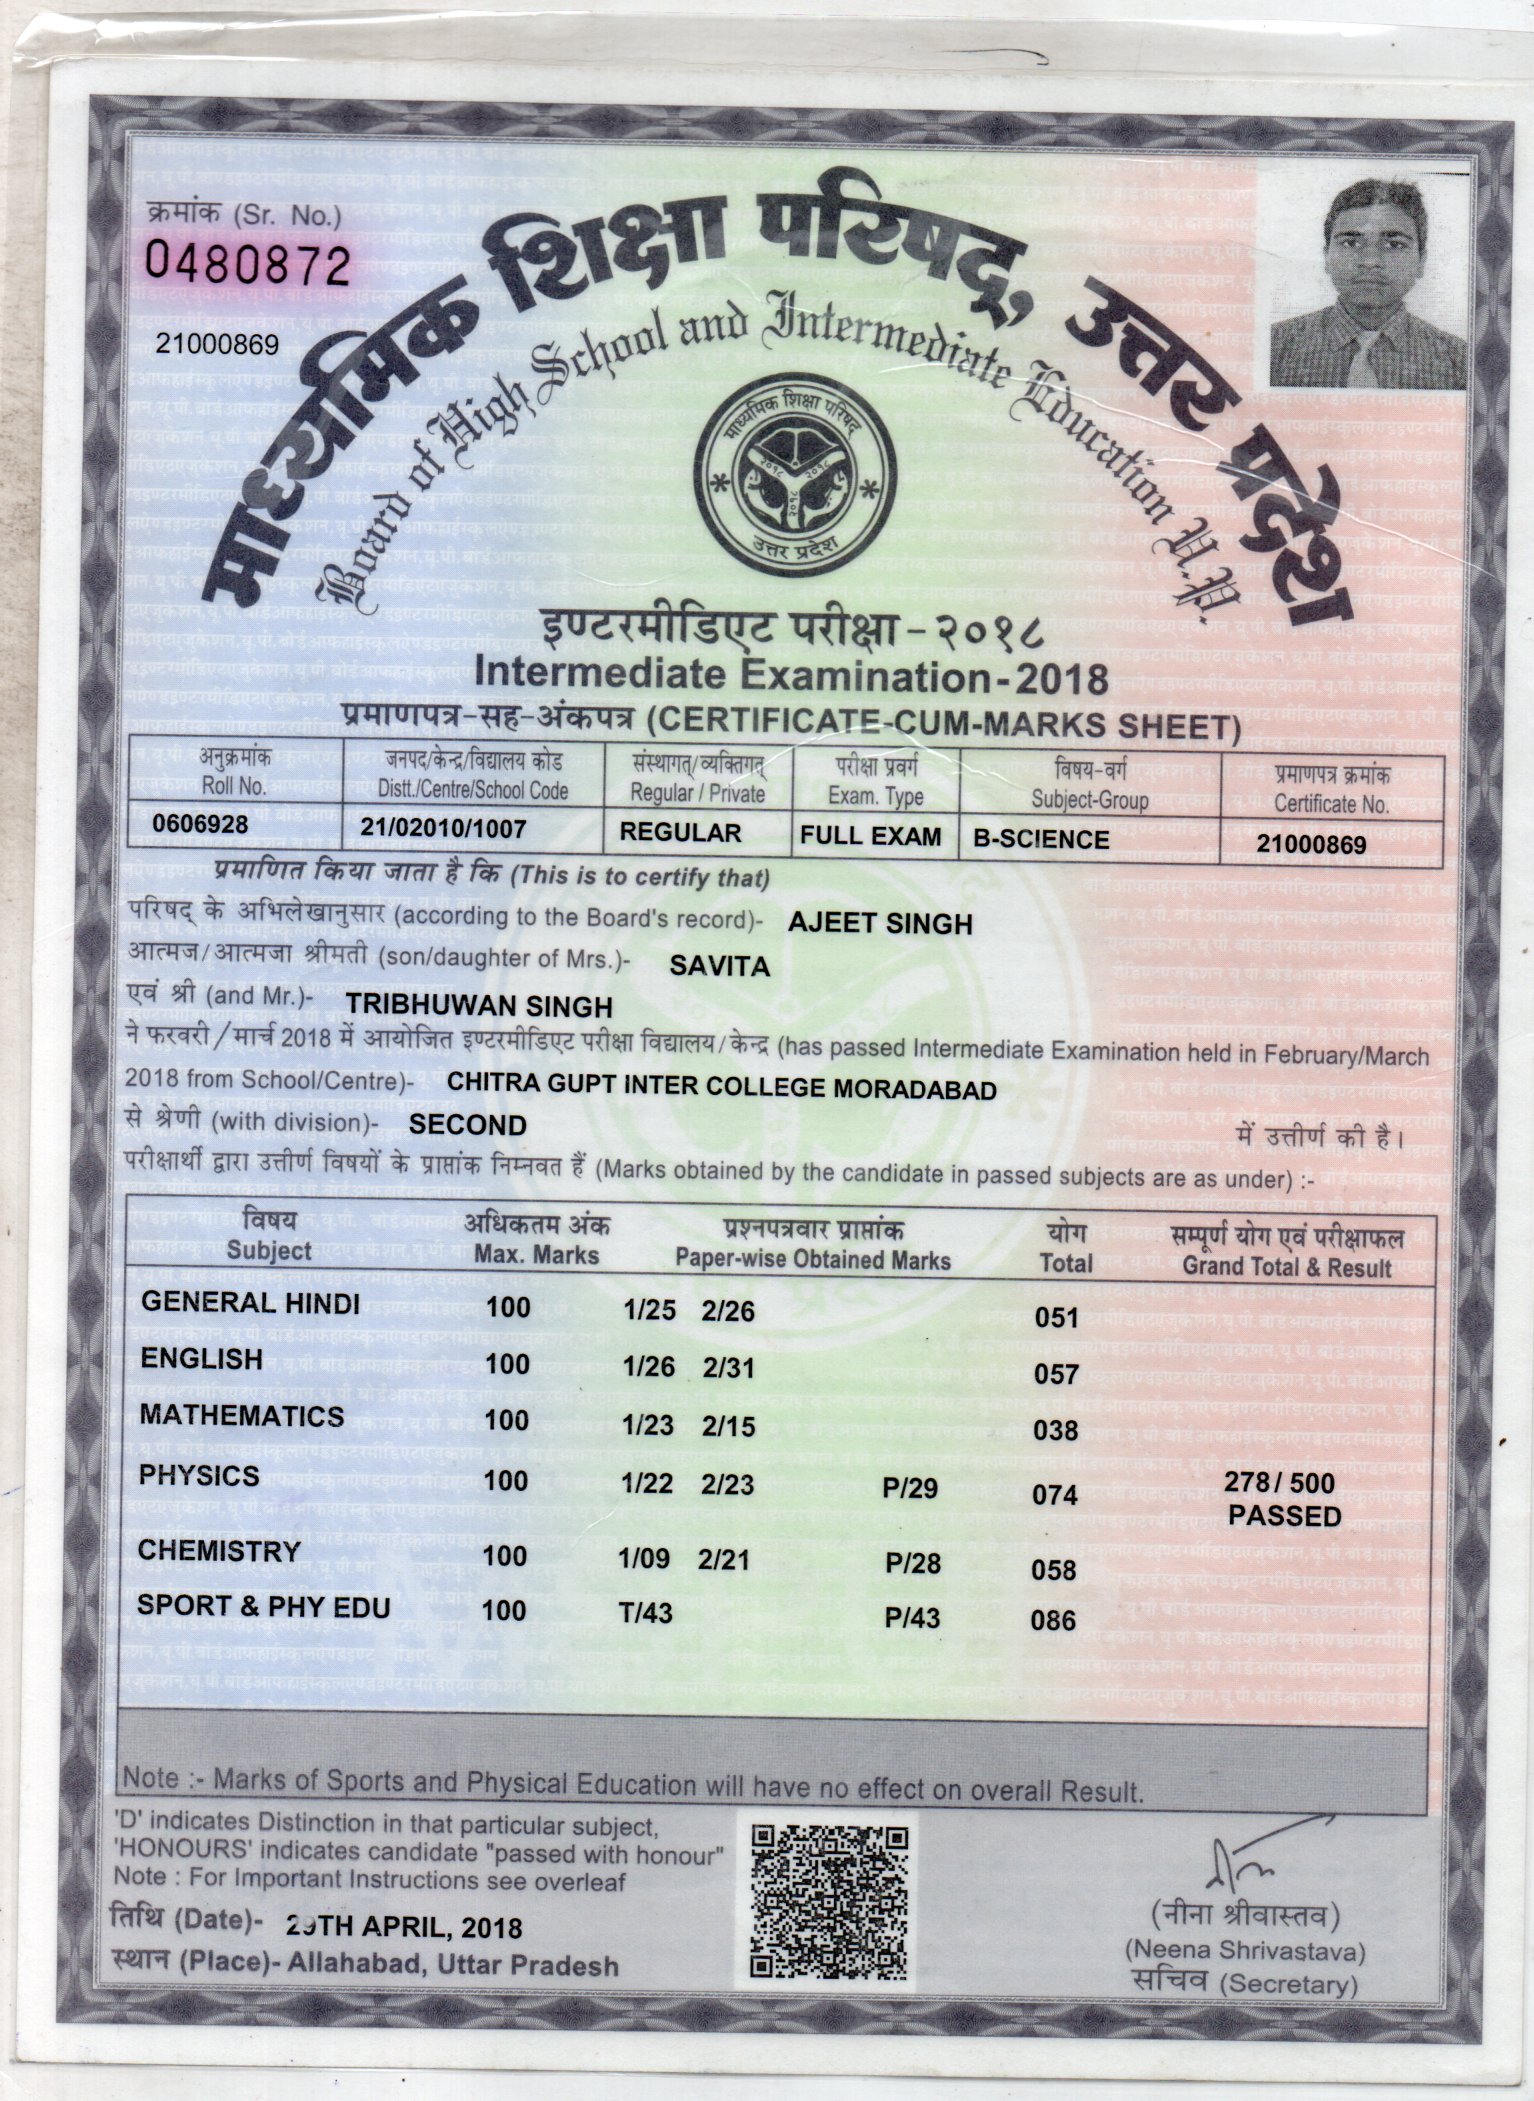 क्रमांक (Sr. No.)
0480872
21000869
माध्यमिक शिक्षा परिषद्, उत्तर प्रदेश
Board of High School and Intermediate Education U.P.
माध्यमिक शिक्षा परिषद्
२०१८ २०१८
२०१८
उत्तर प्रदेश
इण्टरमीडिएट परीक्षा - २०१८
Intermediate Examination - 2018
प्रमाणपत्र-सह-अंकपत्र (CERTIFICATE-CUM-MARKS SHEET)
अनुक्रमांक जनपद/केन्द्र/विद्यालय कोड संस्थागत्/व्यक्तिगत् परीक्षा प्रवर्ग विषय-वर्ग प्रमाणपत्र क्रमांक
Roll No. Distt./Centre/School Code Regular / Private Exam. Type Subject-Group Certificate No.
0606928 21/02010/1007 REGULAR FULL EXAM B-SCIENCE 21000869
प्रमाणित किया जाता है कि (This is to certify that)
परिषद् के अभिलेखानुसार (according to the Board's record)- AJEET SINGH
आत्मज/आत्मजा श्रीमती (son/daughter of Mrs.)- SAVITA
एवं श्री (and Mr.)- TRIBHUWAN SINGH
ने फरवरी/मार्च 2018 में आयोजित इण्टरमीडिएट परीक्षा विद्यालय/केन्द्र (has passed Intermediate Examination held in February/March
2018 from School/Centre)- CHITRA GUPT INTER COLLEGE MORADABAD
से श्रेणी (with division)- SECOND में उत्तीर्ण की है।
परीक्षार्थी द्वारा उत्तीर्ण विषयों के प्राप्तांक निम्नवत हैं (Marks obtained by the candidate in passed subjects are as under) :-
विषय अधिकतम अंक प्रश्नपत्रवार प्राप्तांक योग सम्पूर्ण योग एवं परीक्षाफल
Subject Max. Marks Paper-wise Obtained Marks Total Grand Total & Result
GENERAL HINDI 100 1/25 2/26 051
ENGLISH 100 1/26 2/31 057
MATHEMATICS 100 1/23 2/15 038
PHYSICS 100 1/22 2/23 P/29 074 278/ 500
PASSED
CHEMISTRY 100 1/09 2/21 P/28 058
SPORT & PHY EDU 100 T/43 P/43 086
Note :- Marks of Sports and Physical Education will have no effect on overall Result.
'D' indicates Distinction in that particular subject,
'HONOURS' indicates candidate "passed with honour"
Note : For Important Instructions see overleaf
तिथि (Date)- 29TH APRIL, 2018
स्थान (Place)- Allahabad, Uttar Pradesh
(नीना श्रीवास्तव)
(Neena Shrivastava)
सचिव (Secretary)